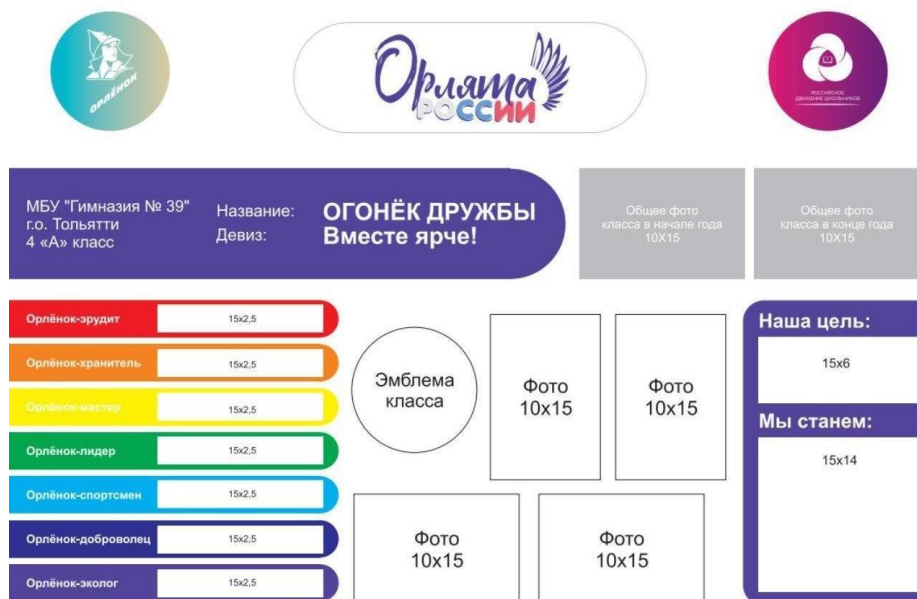 ОРЛЁНОК
Орлята
РОССИИ
РОССИЙСКОЕ
ДВИЖЕНИЕ ШКОЛЬНИКОВ
МБУ "Гимназия № 39"
г.о. Тольятти
4 «А» класс
Название: ОГОНЁК ДРУЖБЫ
Девиз: Вместе ярче!
Общее фото
класса в начале года
10Х15
Общее фото
класса в конце года
10Х15
Орлёнок-эрудит 15х2,5
Орлёнок-хранитель 15х2,5
Орлёнок-мастер 15х2,5
Орлёнок-лидер 15х2,5
Орлёнок-спортсмен 15х2,5
Орлёнок-доброволец 15х2,5
Орлёнок-эколог 15х2,5
Эмблема
класса
Фото
10х15
Фото
10х15
Фото
10х15
Фото
10х15
Наша цель:
15х6
Мы станем:
15х14